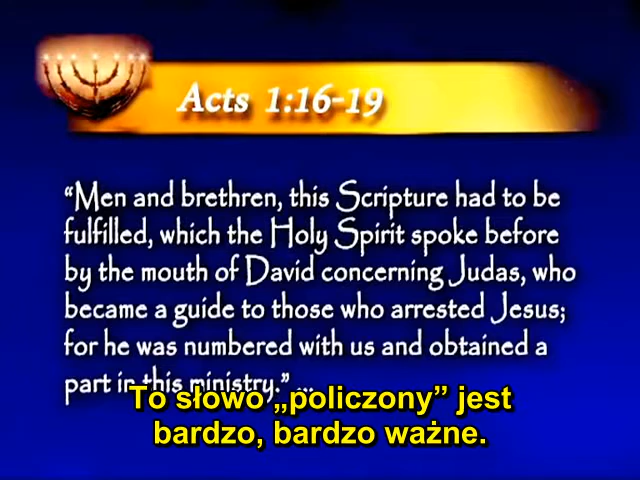 Acts 1:16-19
“Men and brethren, this Scripture had to be
fulfilled, which the Holy Spirit spoke before
by the mouth of David concerning Judas, who
became a guide to those who arrested Jesus;
for he was numbered with us and obtained a
part in this ministry.” ...
To słowo „policzony” jest
bardzo, bardzo ważne.